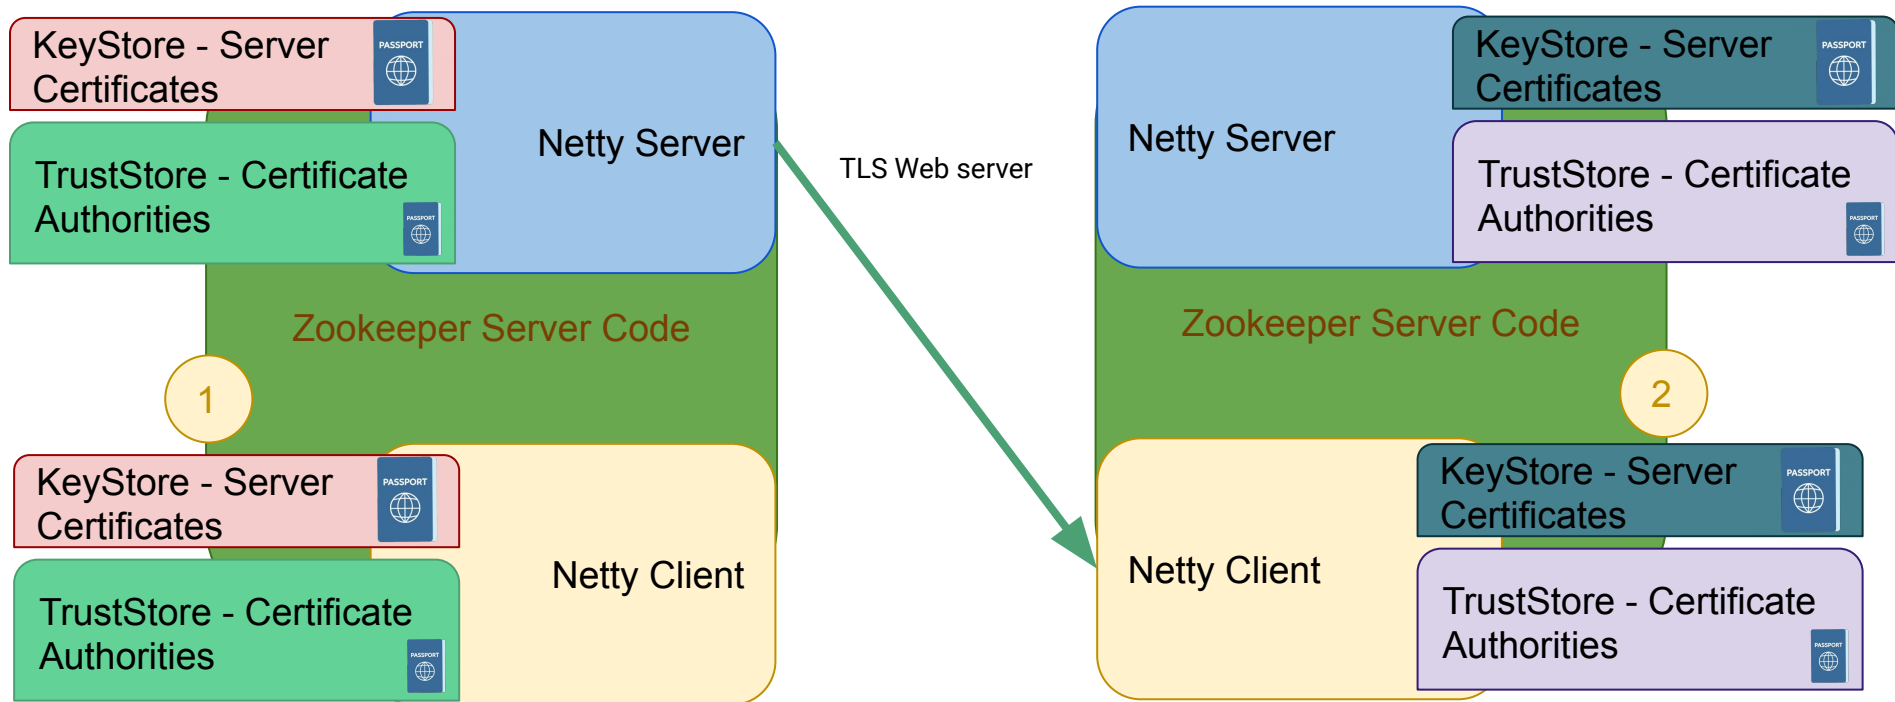 KeyStore - Server
Certificates
PASSPORT
TrustStore - Certificate
Authorities
PASSPORT
Netty Server
TLS Web server
Netty Server
KeyStore - Server
Certificates
PASSPORT
TrustStore - Certificate
Authorities
PASSPORT
Zookeeper Server Code
Zookeeper Server Code
1
2
KeyStore - Server
Certificates
PASSPORT
TrustStore - Certificate
Authorities
PASSPORT
Netty Client
Netty Client
KeyStore - Server
Certificates
PASSPORT
TrustStore - Certificate
Authorities
PASSPORT